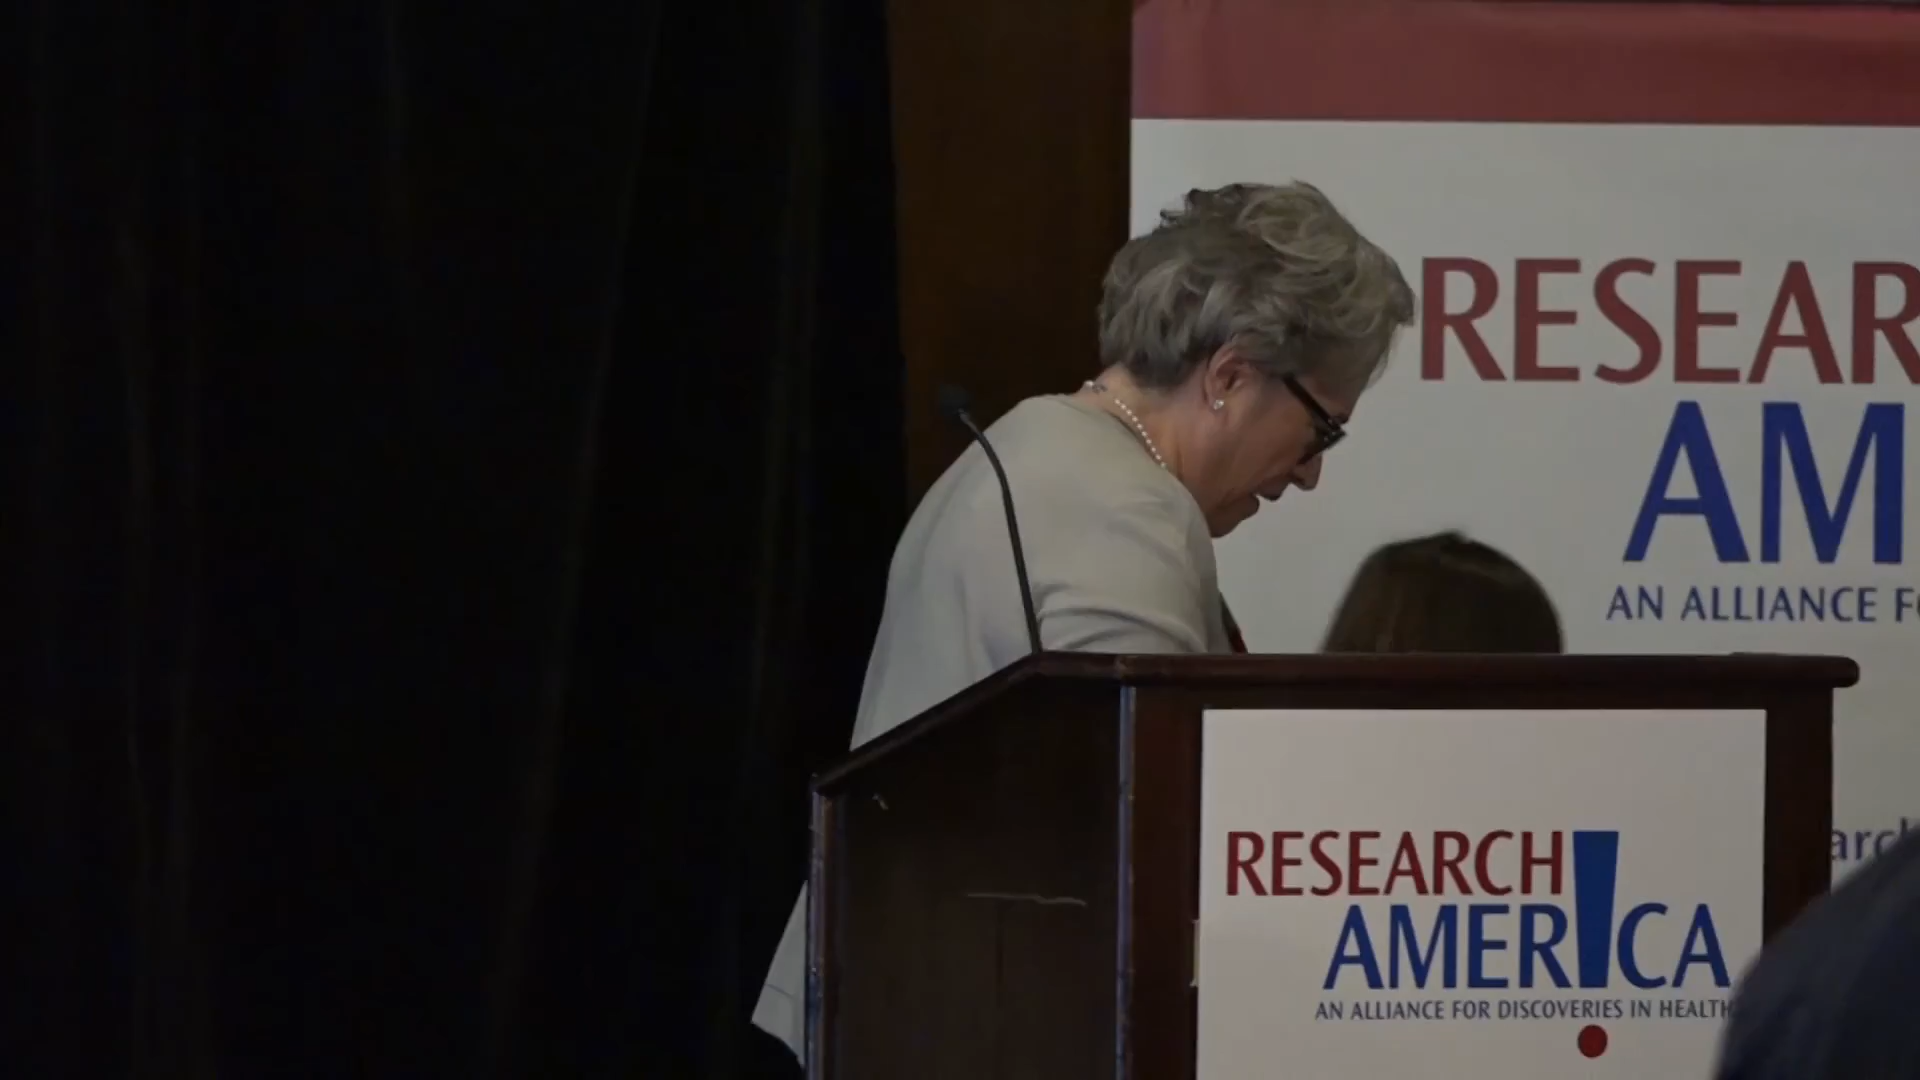 RESEAR
AM
AN ALLIANCE F
RESEARCH
AMER!CA
AN ALLIANCE FOR DISCOVERIES IN HEALTH